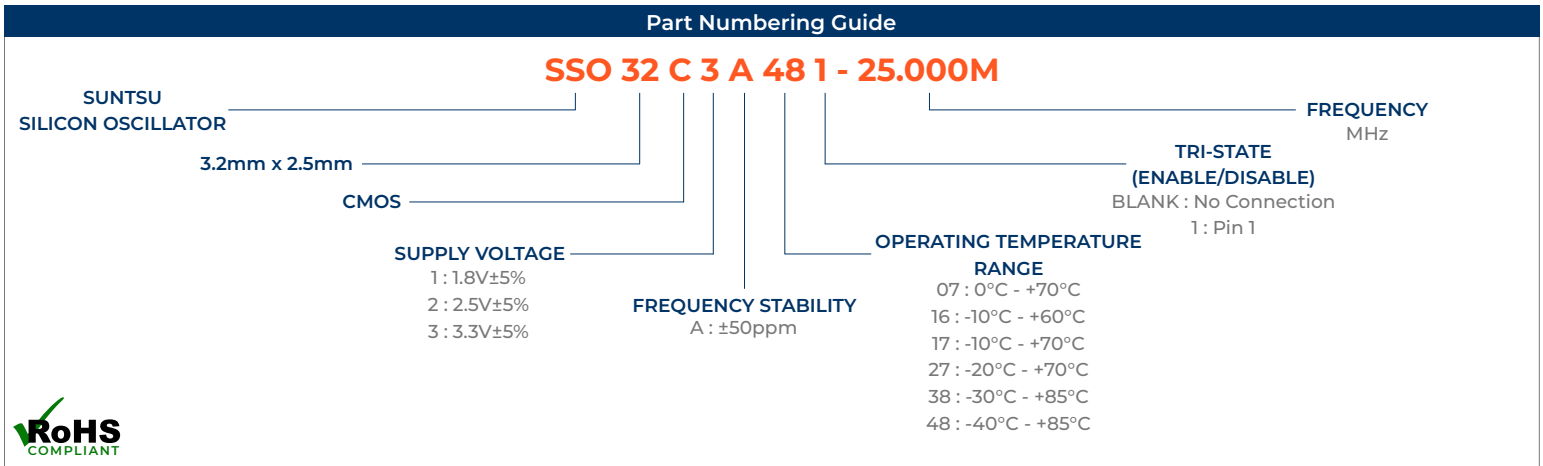 Part Numbering Guide
SSO 32 C 3 A 48 1 - 25.000M
SUNTSU
SILICON OSCILLATOR
3.2mm x 2.5mm
CMOS
SUPPLY VOLTAGE
1 : 1.8V±5%
2 : 2.5V±5%
3 : 3.3V±5%
FREQUENCY STABILITY
A : ±50ppm
OPERATING TEMPERATURE
RANGE
07 : 0°C - +70°C
16 : -10°C - +60°C
17 : -10°C - +70°C
27 : -20°C - +70°C
38 : -30°C - +85°C
48 : -40°C - +85°C
TRI-STATE
(ENABLE/DISABLE)
BLANK : No Connection
1 : Pin 1
FREQUENCY
MHz
RoHS
COMPLIANT